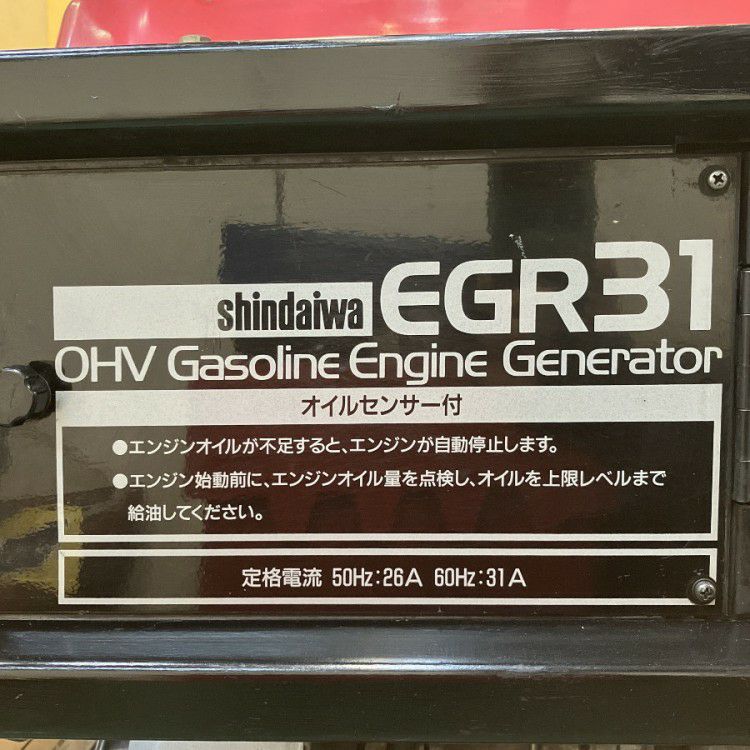 shindaiwa EGR31
OHV Gasoline Engine Generator
オイルセンサー付
●エンジンオイルが不足すると、エンジンが自動停止します。
●エンジン始動前に、エンジンオイル量を点検し、オイルを上限レベルまで
給油してください。
定格電流 50Hz:26A 60Hz:31A